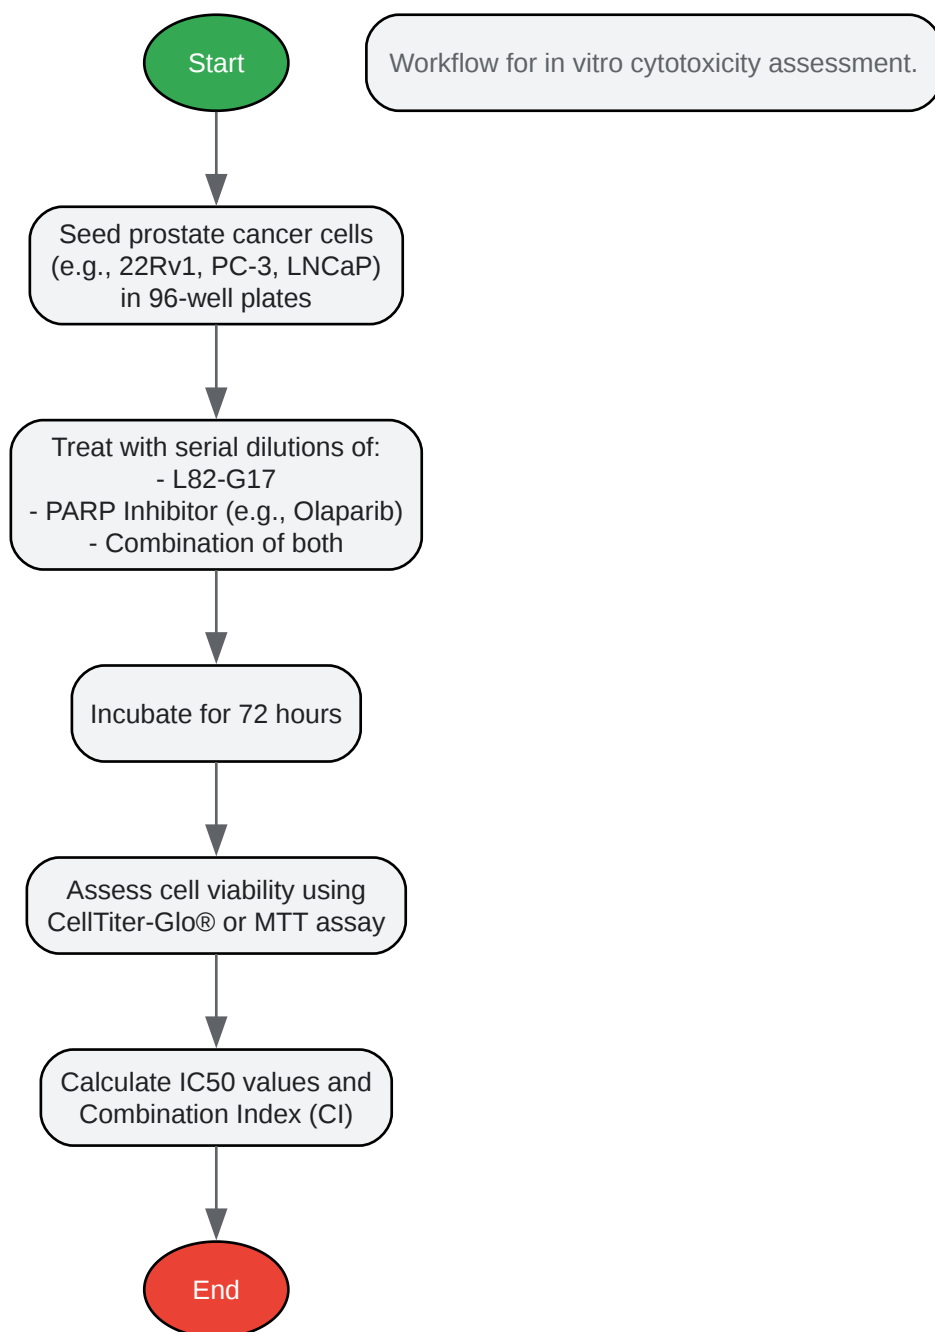 Start
Workflow for in vitro cytotoxicity assessment.
Seed prostate cancer cells
(e.g., 22Rv1, PC-3, LNCaP)
in 96-well plates
Treat with serial dilutions of:
- L82-G17
- PARP Inhibitor (e.g., Olaparib)
- Combination of both
Incubate for 72 hours
Assess cell viability using
CellTiter-Glo® or MTT assay
Calculate IC50 values and
Combination Index (CI)
End